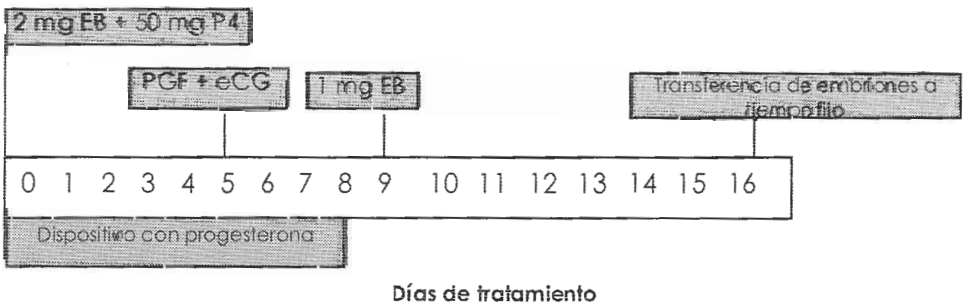 2 mg EB + 50 mg P4
PGF + eCG
1 mg EB
Transferencia de embriones a
tiempo fijo
0 1 2 3 4 5 6 7 8 9 10 11 12 13 14 15 16
Dispositivo con progesterona
Días de tratamiento